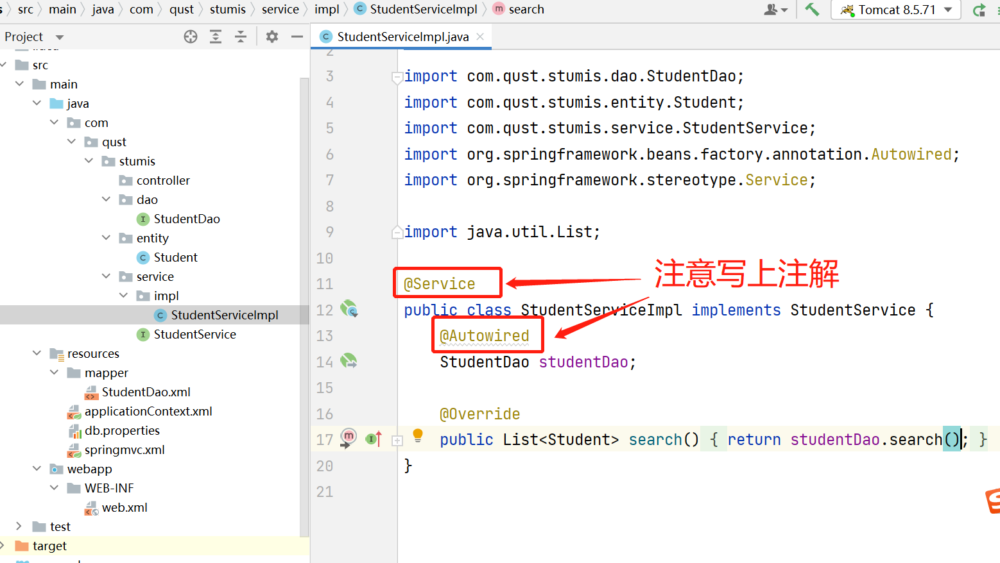 src main java com qust stumis service impl StudentServiceImpl search
Tomcat 8.5.71
Project
StudentServiceImpl.java
src
main
java
com
qust
stumis
controller
dao
StudentDao
entity
Student
service
impl
StudentServiceImpl
StudentService
resources
mapper
StudentDao.xml
applicationContext.xml
db.properties
springmvc.xml
webapp
WEB-INF
web.xml
test
target
2
3 import com.qust.stumis.dao.StudentDao;
4 import com.qust.stumis.entity.Student;
5 import com.qust.stumis.service.StudentService;
6 import org.springframework.beans.factory.annotation.Autowired;
7 import org.springframework.stereotype.Service;
8
9 import java.util.List;
10
11 @Service
注意写上注解
12 public class StudentServiceImpl implements StudentService {
13 @Autowired
14 StudentDao studentDao;
15
16 @Override
17 public List<Student> search() { return studentDao.search(); }
20 }
21